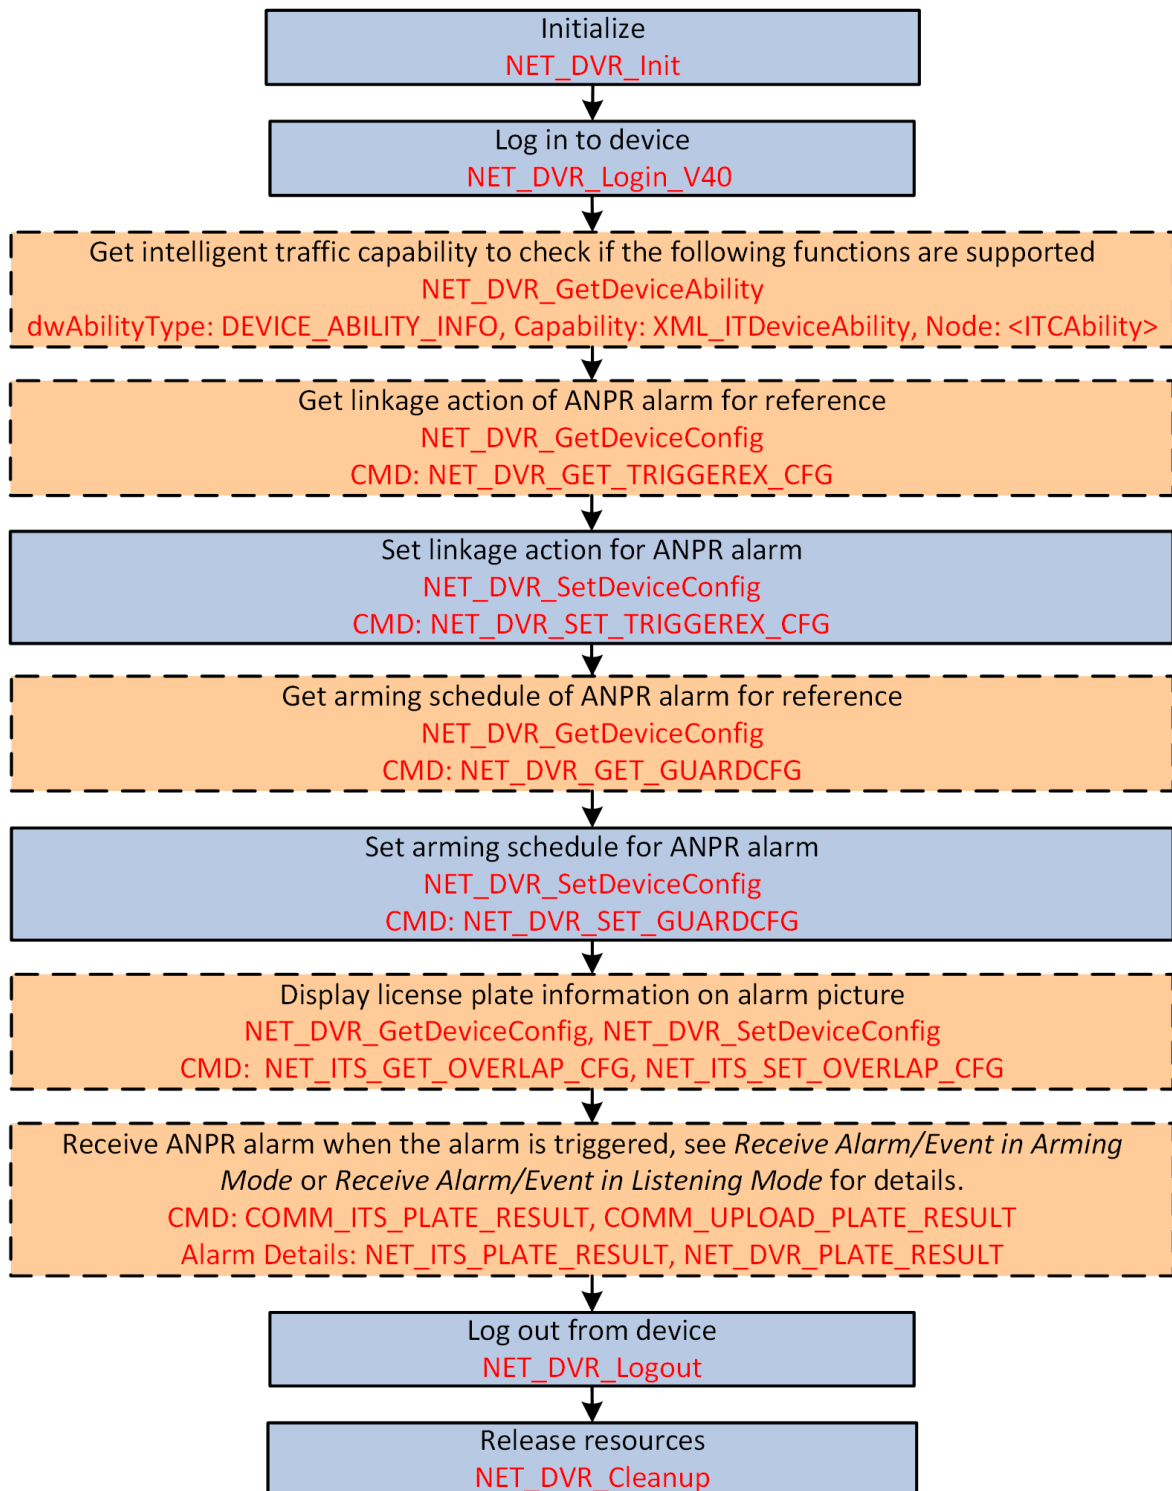 Initialize
NET_DVR_Init
Log in to device
NET_DVR_Login_V40
Get intelligent traffic capability to check if the following functions are supported
NET_DVR_GetDeviceAbility
dwAbilityType: DEVICE_ABILITY_INFO, Capability: XML_ITDeviceAbility, Node: <ITCAbility>
Get linkage action of ANPR alarm for reference
NET_DVR_GetDeviceConfig
CMD: NET_DVR_GET_TRIGGEREX_CFG
Set linkage action for ANPR alarm
NET_DVR_SetDeviceConfig
CMD: NET_DVR_SET_TRIGGEREX_CFG
Get arming schedule of ANPR alarm for reference
NET_DVR_GetDeviceConfig
CMD: NET_DVR_GET_GUARDCFG
Set arming schedule for ANPR alarm
NET_DVR_SetDeviceConfig
CMD: NET_DVR_SET_GUARDCFG
Display license plate information on alarm picture
NET_DVR_GetDeviceConfig, NET_DVR_SetDeviceConfig
CMD:  NET_ITS_GET_OVERLAP_CFG, NET_ITS_SET_OVERLAP_CFG
Receive ANPR alarm when the alarm is triggered, see Receive Alarm/Event in Arming
Mode or Receive Alarm/Event in Listening Mode for details.
CMD: COMM_ITS_PLATE_RESULT, COMM_UPLOAD_PLATE_RESULT
Alarm Details: NET_ITS_PLATE_RESULT, NET_DVR_PLATE_RESULT
Log out from device
NET_DVR_Logout
Release resources
NET_DVR_Cleanup